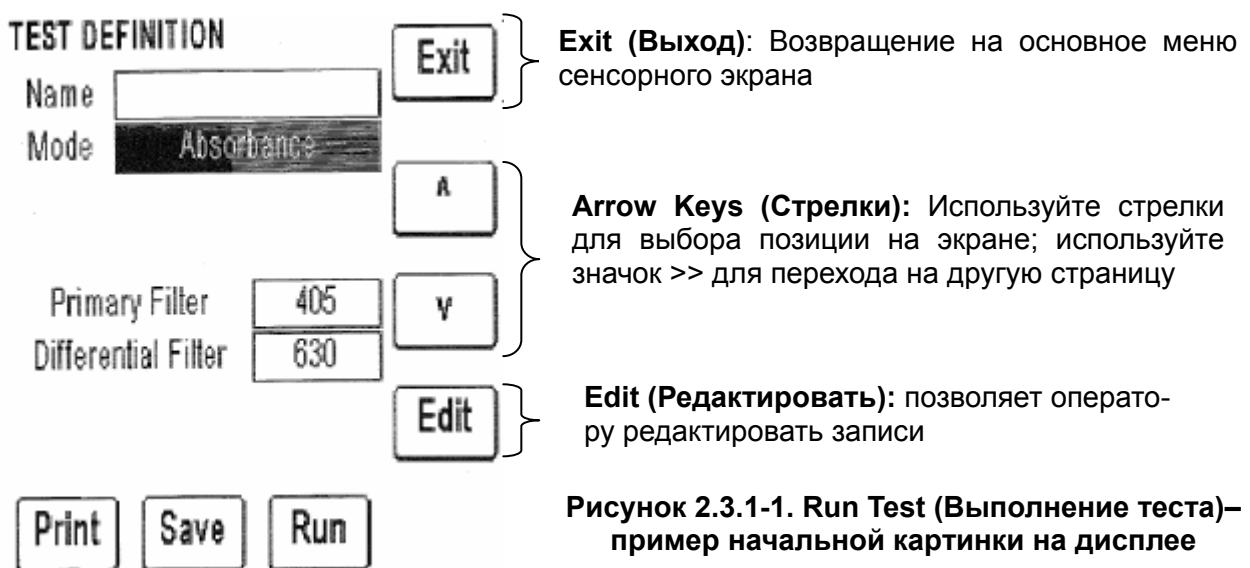 TEST DEFINITION
Name
Mode Absorbance
Primary Filter 405
Differential Filter 630
Exit
^
v
Edit
Print Save Run
Exit (Выход): Возвращение на основное меню
сенсорного экрана
Arrow Keys (Стрелки): Используйте стрелки
для выбора позиции на экране; используйте
значок >> для перехода на другую страницу
Edit (Редактировать): позволяет операто-
ру редактировать записи
Рисунок 2.3.1-1. Run Test (Выполнение теста)–
пример начальной картинки на дисплее